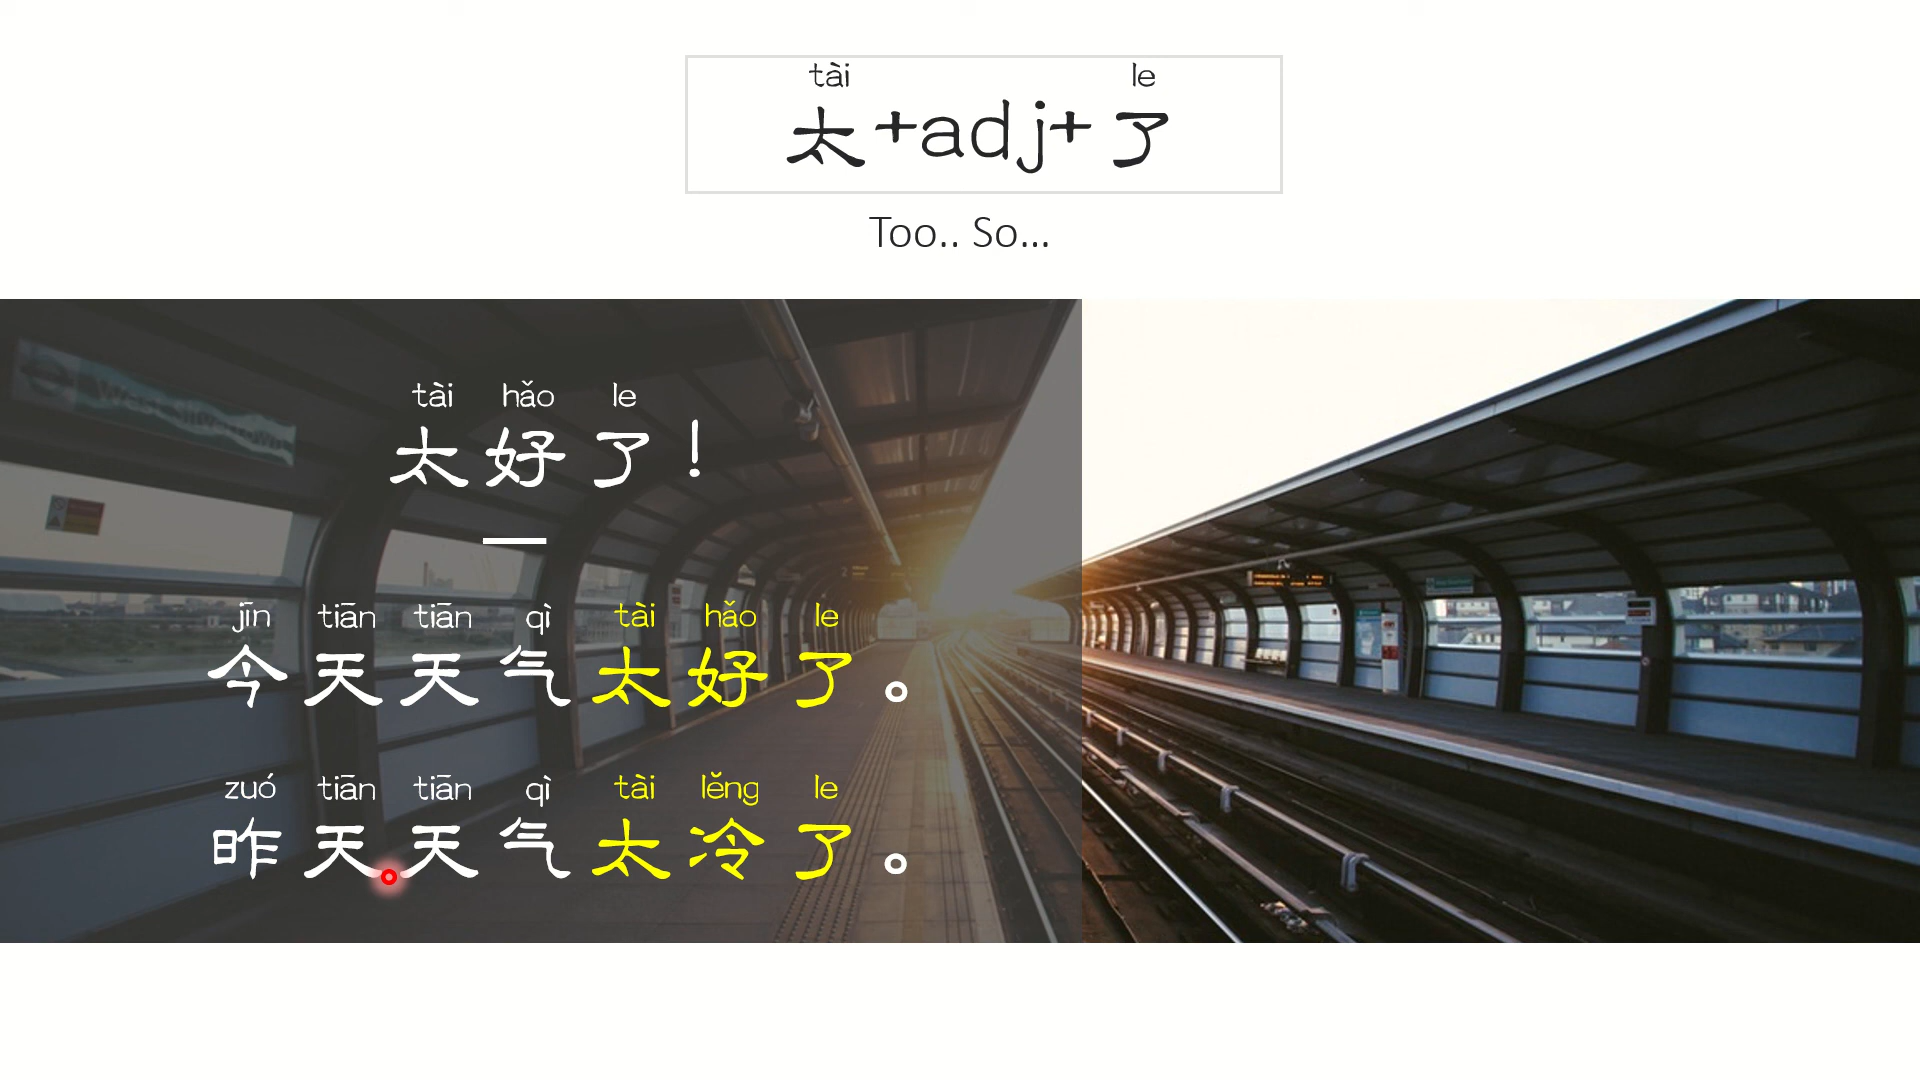 tài le
太+adj+了
Too.. So...
tài hǎo le
太好了!
jīn tiān tiān qì tài hǎo le
今天天气太好了。
zuó tiān tiān qì tài lěng le
昨天天气太冷了。
West Silvertown